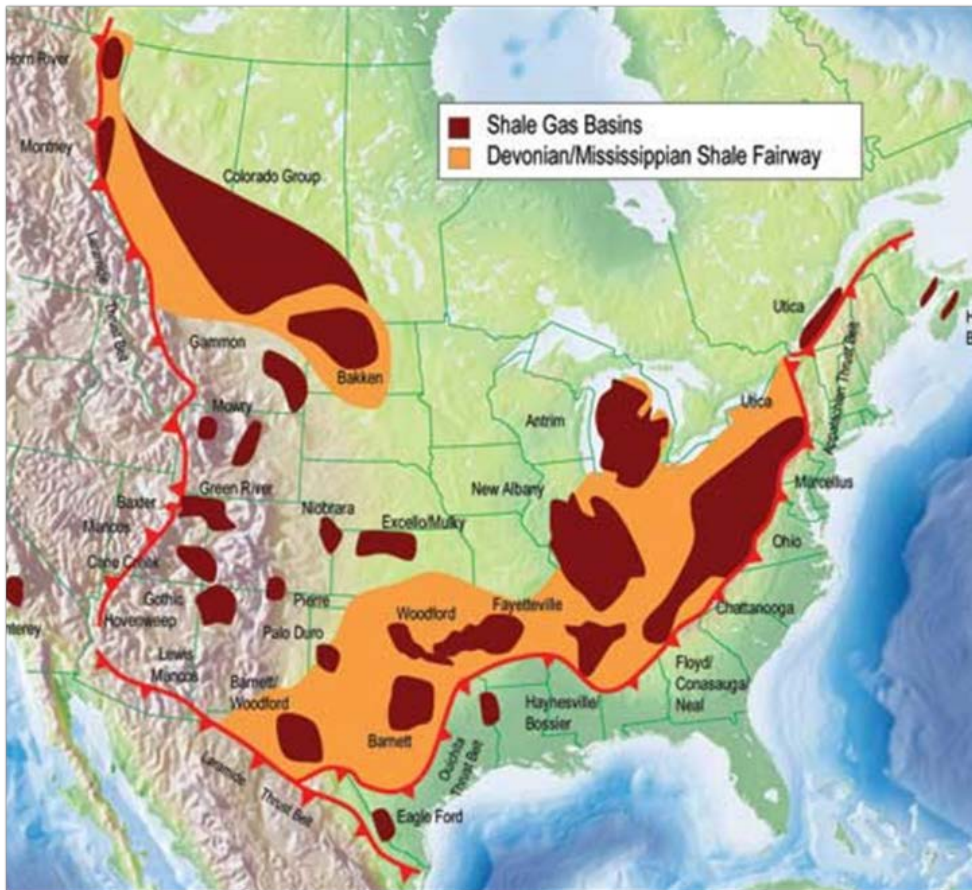 Horn River
Shale Gas Basins
Devonian/Mississippian Shale Fairway
Montney
Colorado Group
Laramide
Thrust Belt
Utica
Gammon
Bakken
Appalachian Thrust Belt
Utica
Mowry
Antrim
Baxter
Green River
New Albany
Marcellus
Mancos
Niobrara
Excello/Mulky
Cane Creek
Ohio
Gothic
Pierre
Woodford
Fayetteville
Chattanooga
Hovenweep
nterey
Palo Duro
Lewis
Mancos
Floyd/
Conasauga/
Neal
Barnett/
Woodford
Haynesville/
Bossier
Barnett
Ouichita
Thrust Belt
Laramide
Thrust Belt
Eagle Ford